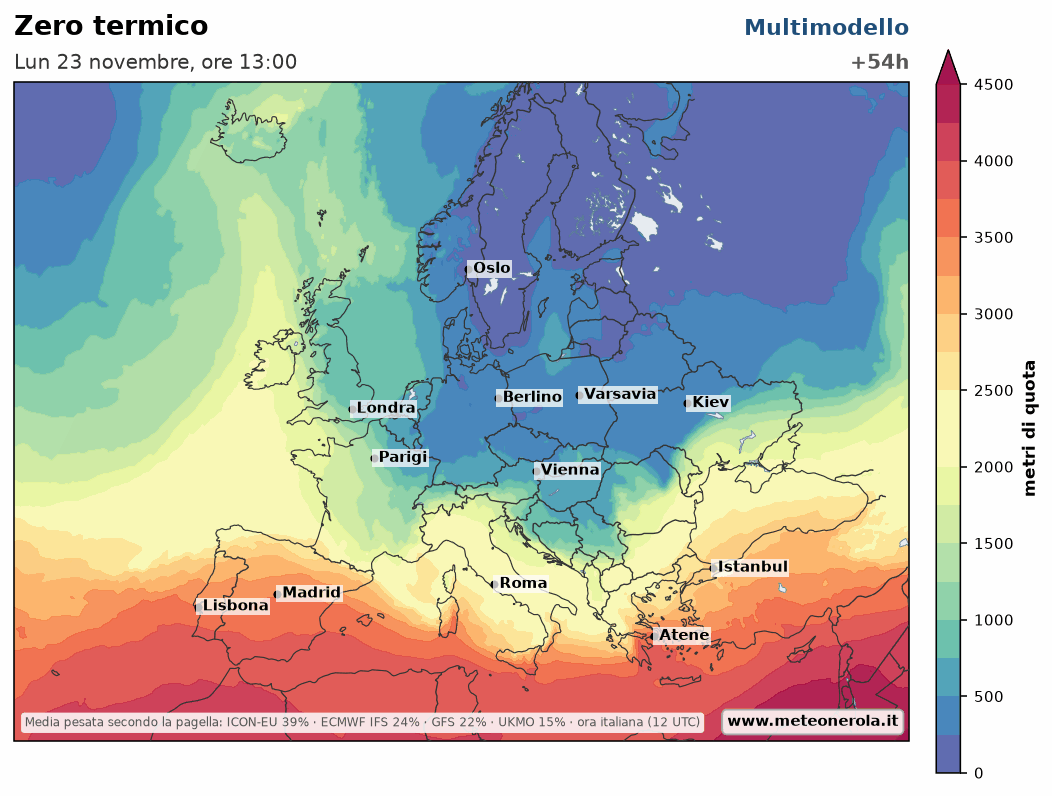 Zero termico
Multimodello
Lun 23 novembre, ore 13:00
+54h
4500
4000
3500
3000
2500
2000
1500
1000
500
0
metri di quota
Oslo
Berlino
Varsavia
Kiev
Londra
Parigi
Vienna
Istanbul
Roma
Madrid
Lisbona
Atene
Media pesata secondo la pagella: ICON-EU 39% · ECMWF IFS 24% · GFS 22% · UKMO 15% · ora italiana (12 UTC)
www.meteonerola.it